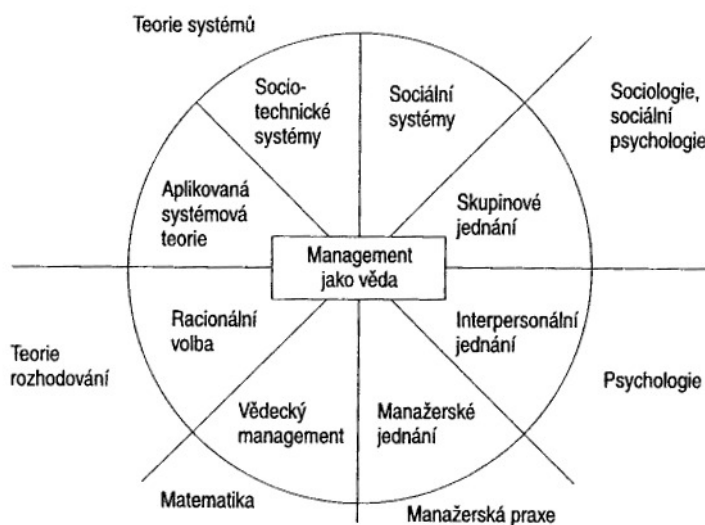 Teorie systémů
Socio-
technické
systémy
Sociální
systémy
Sociologie,
sociální
psychologie
Aplikovaná
systémová
teorie
Skupinové
jednání
Management
jako věda
Racionální
volba
Interpersonální
jednání
Teorie
rozhodování
Psychologie
Vědecký
management
Manažerské
jednání
Matematika
Manažerská praxe